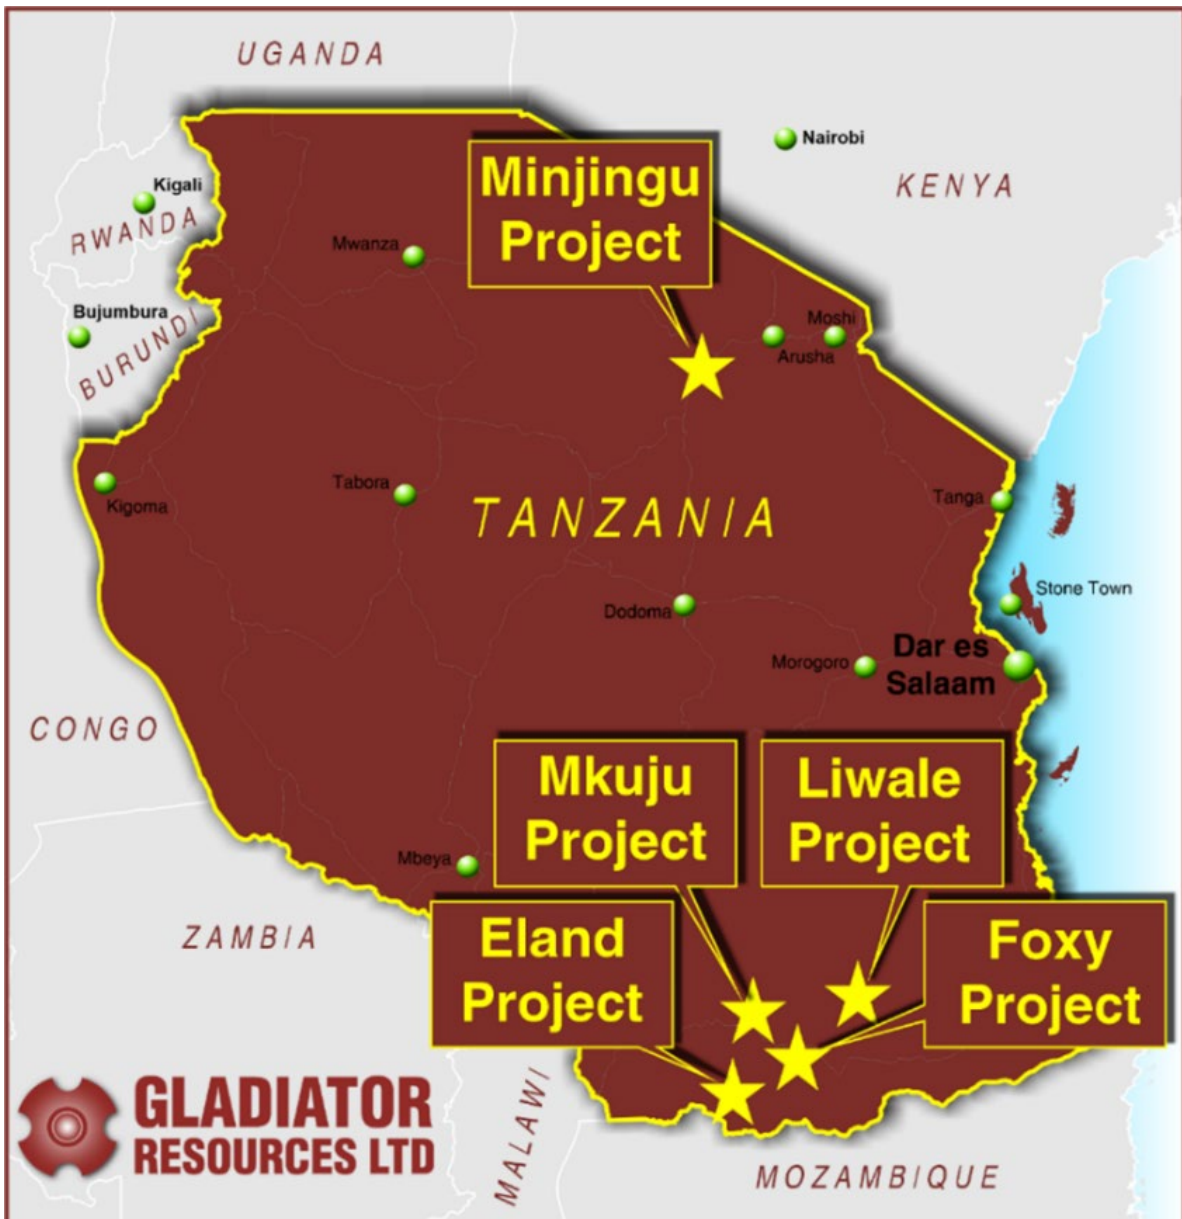 UGANDA
Nairobi
Minjingu
Project
KENYA
Kigali
RWANDA
Mwanza
Bujumbura
BURUNDI
Moshi
Arusha
Kigoma
Tabora
TANZANIA
Tanga
Stone Town
Dodoma
Morogoro
Dar es
Salaam
CONGO
Mkuju
Project
Liwale
Project
Mbeya
ZAMBIA
Eland
Project
Foxy
Project
GLADIATOR
RESOURCES LTD
MALAWI
MOZAMBIQUE